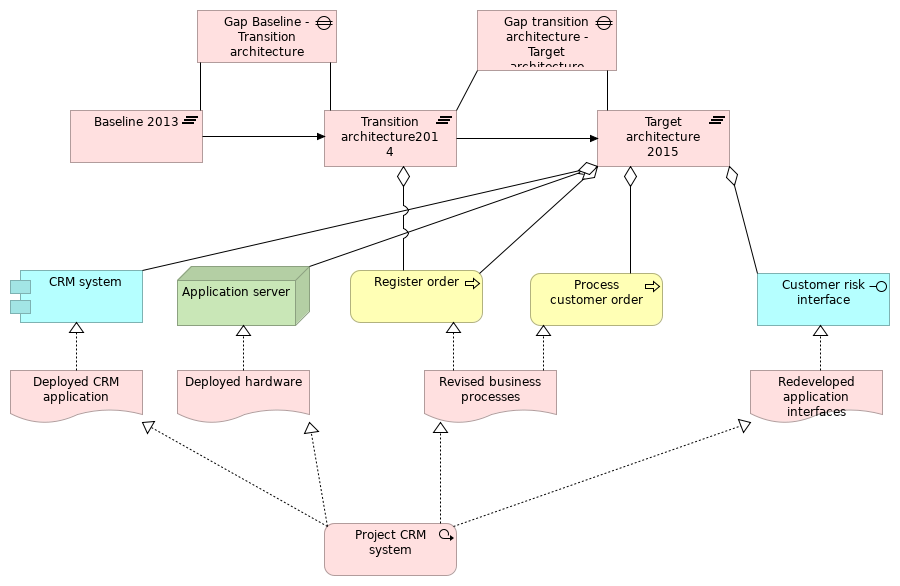 Gap Baseline -
Transition
architecture
Gap transition
architecture -
Target
architecture
Baseline 2013
Transition
architecture201
4
Target
architecture
2015
CRM system
Application server
Register order
Process
customer order
Customer risk
interface
Deployed CRM
application
Deployed hardware
Revised business
processes
Redeveloped
application
interfaces
Project CRM
system